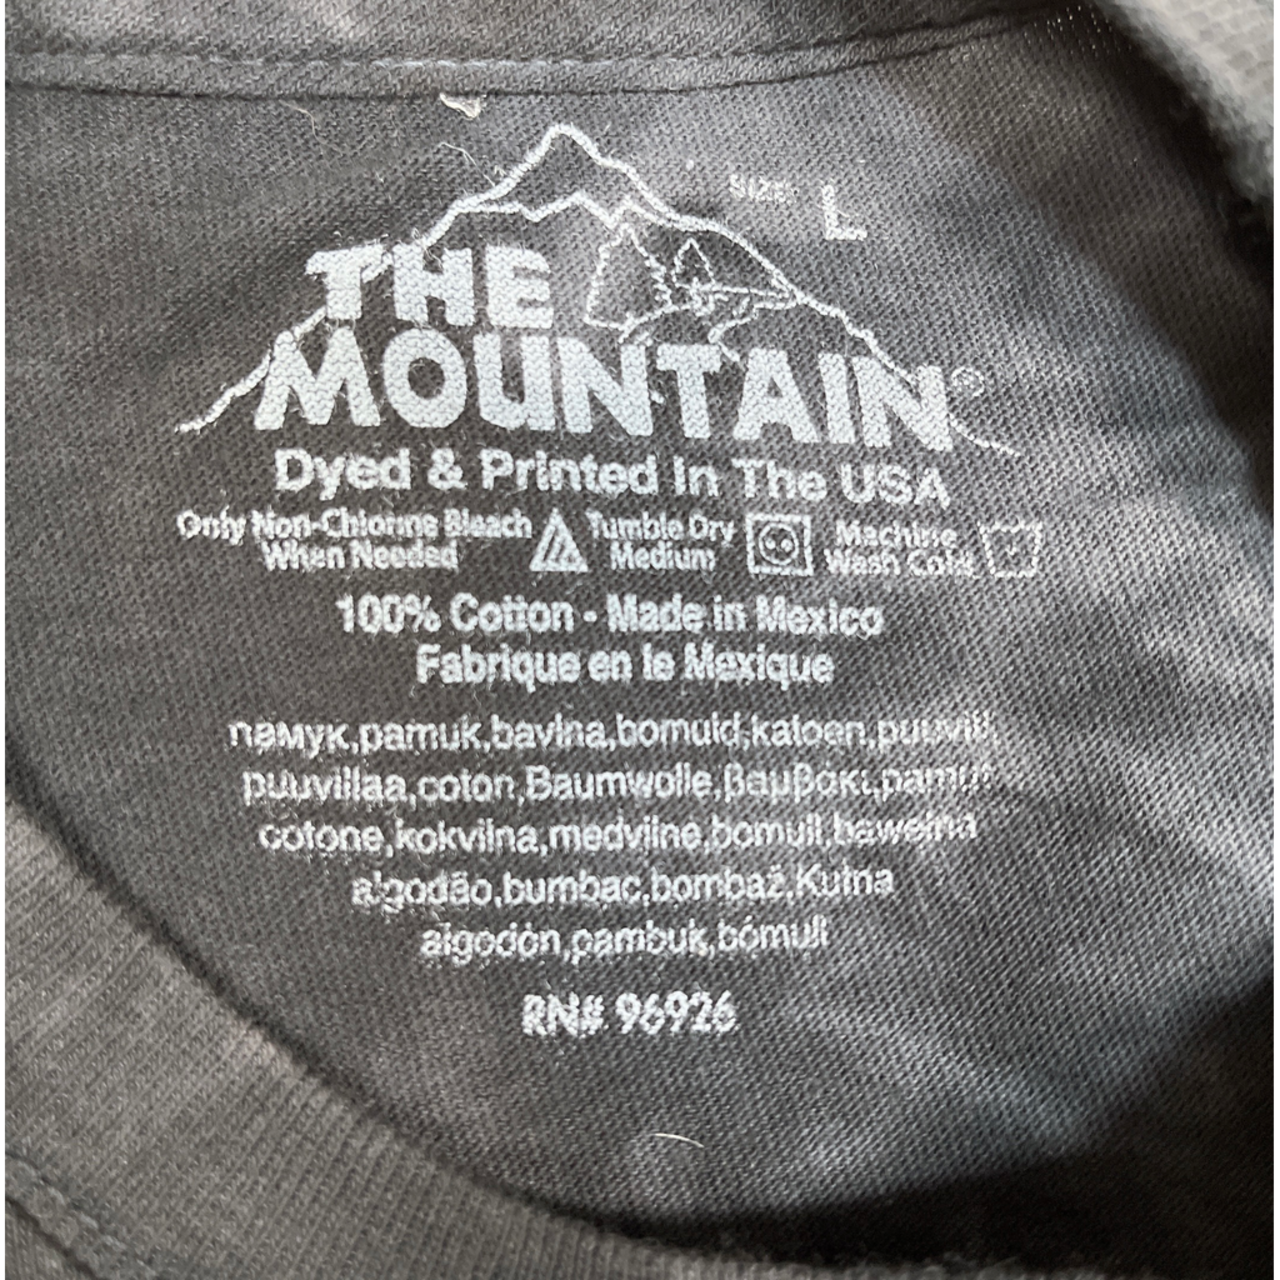 SIZE L
THE
MOUNTAIN®
Dyed & Printed In The USA
Only Non-Chlorine Bleach
When Needed
Tumble Dry
Medium
Machine
Wash Cold
100% Cotton - Made in Mexico
Fabrique en le Mexique
памук,pamuk,bavlna,bomuld,katoen,puuvill,
puuvillaa,coton,Baumwolle,βαμβάκι,pamut
cotone,kokvilna,medvilne,bomull,bawełna
algodão,bumbac,bombaž,Kutna
algodón,pambuk,bómull
RN# 96926